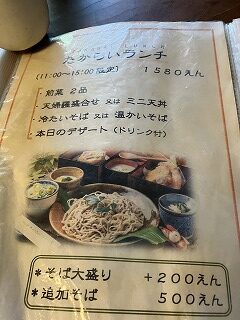 たからいランチ
(11:00～15:00 限定) 1580えん
・前菜 2品
・天婦羅盛合せ 又は ミニ天丼
・冷たいそば 又は 温かいそば
・本日のデザート (ドリンク付)
*そば大盛り +200えん
*追加そば 500えん